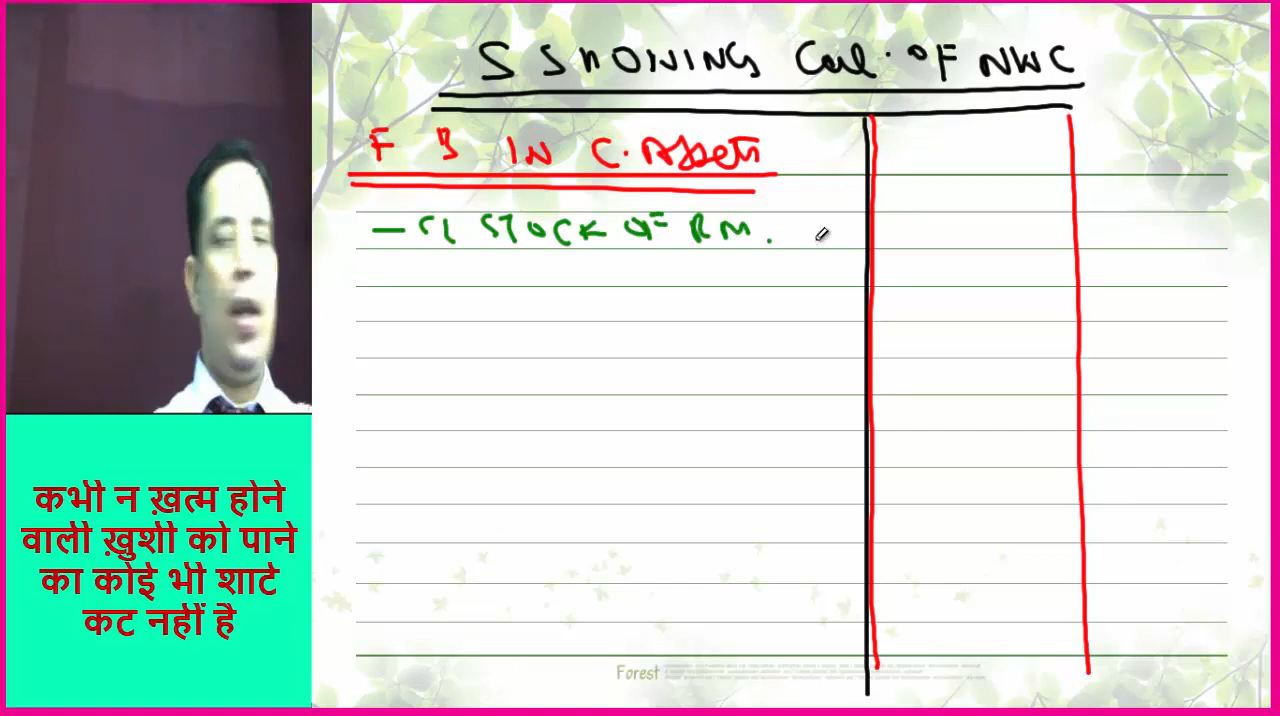 S SHOWING Cal. OF NWC
F B IN C. Assets
— Cl STOCK OF RM.
कभी न ख़त्म होने
वाली ख़ुशी को पाने
का कोई भी शार्ट
कट नहीं है
Forest